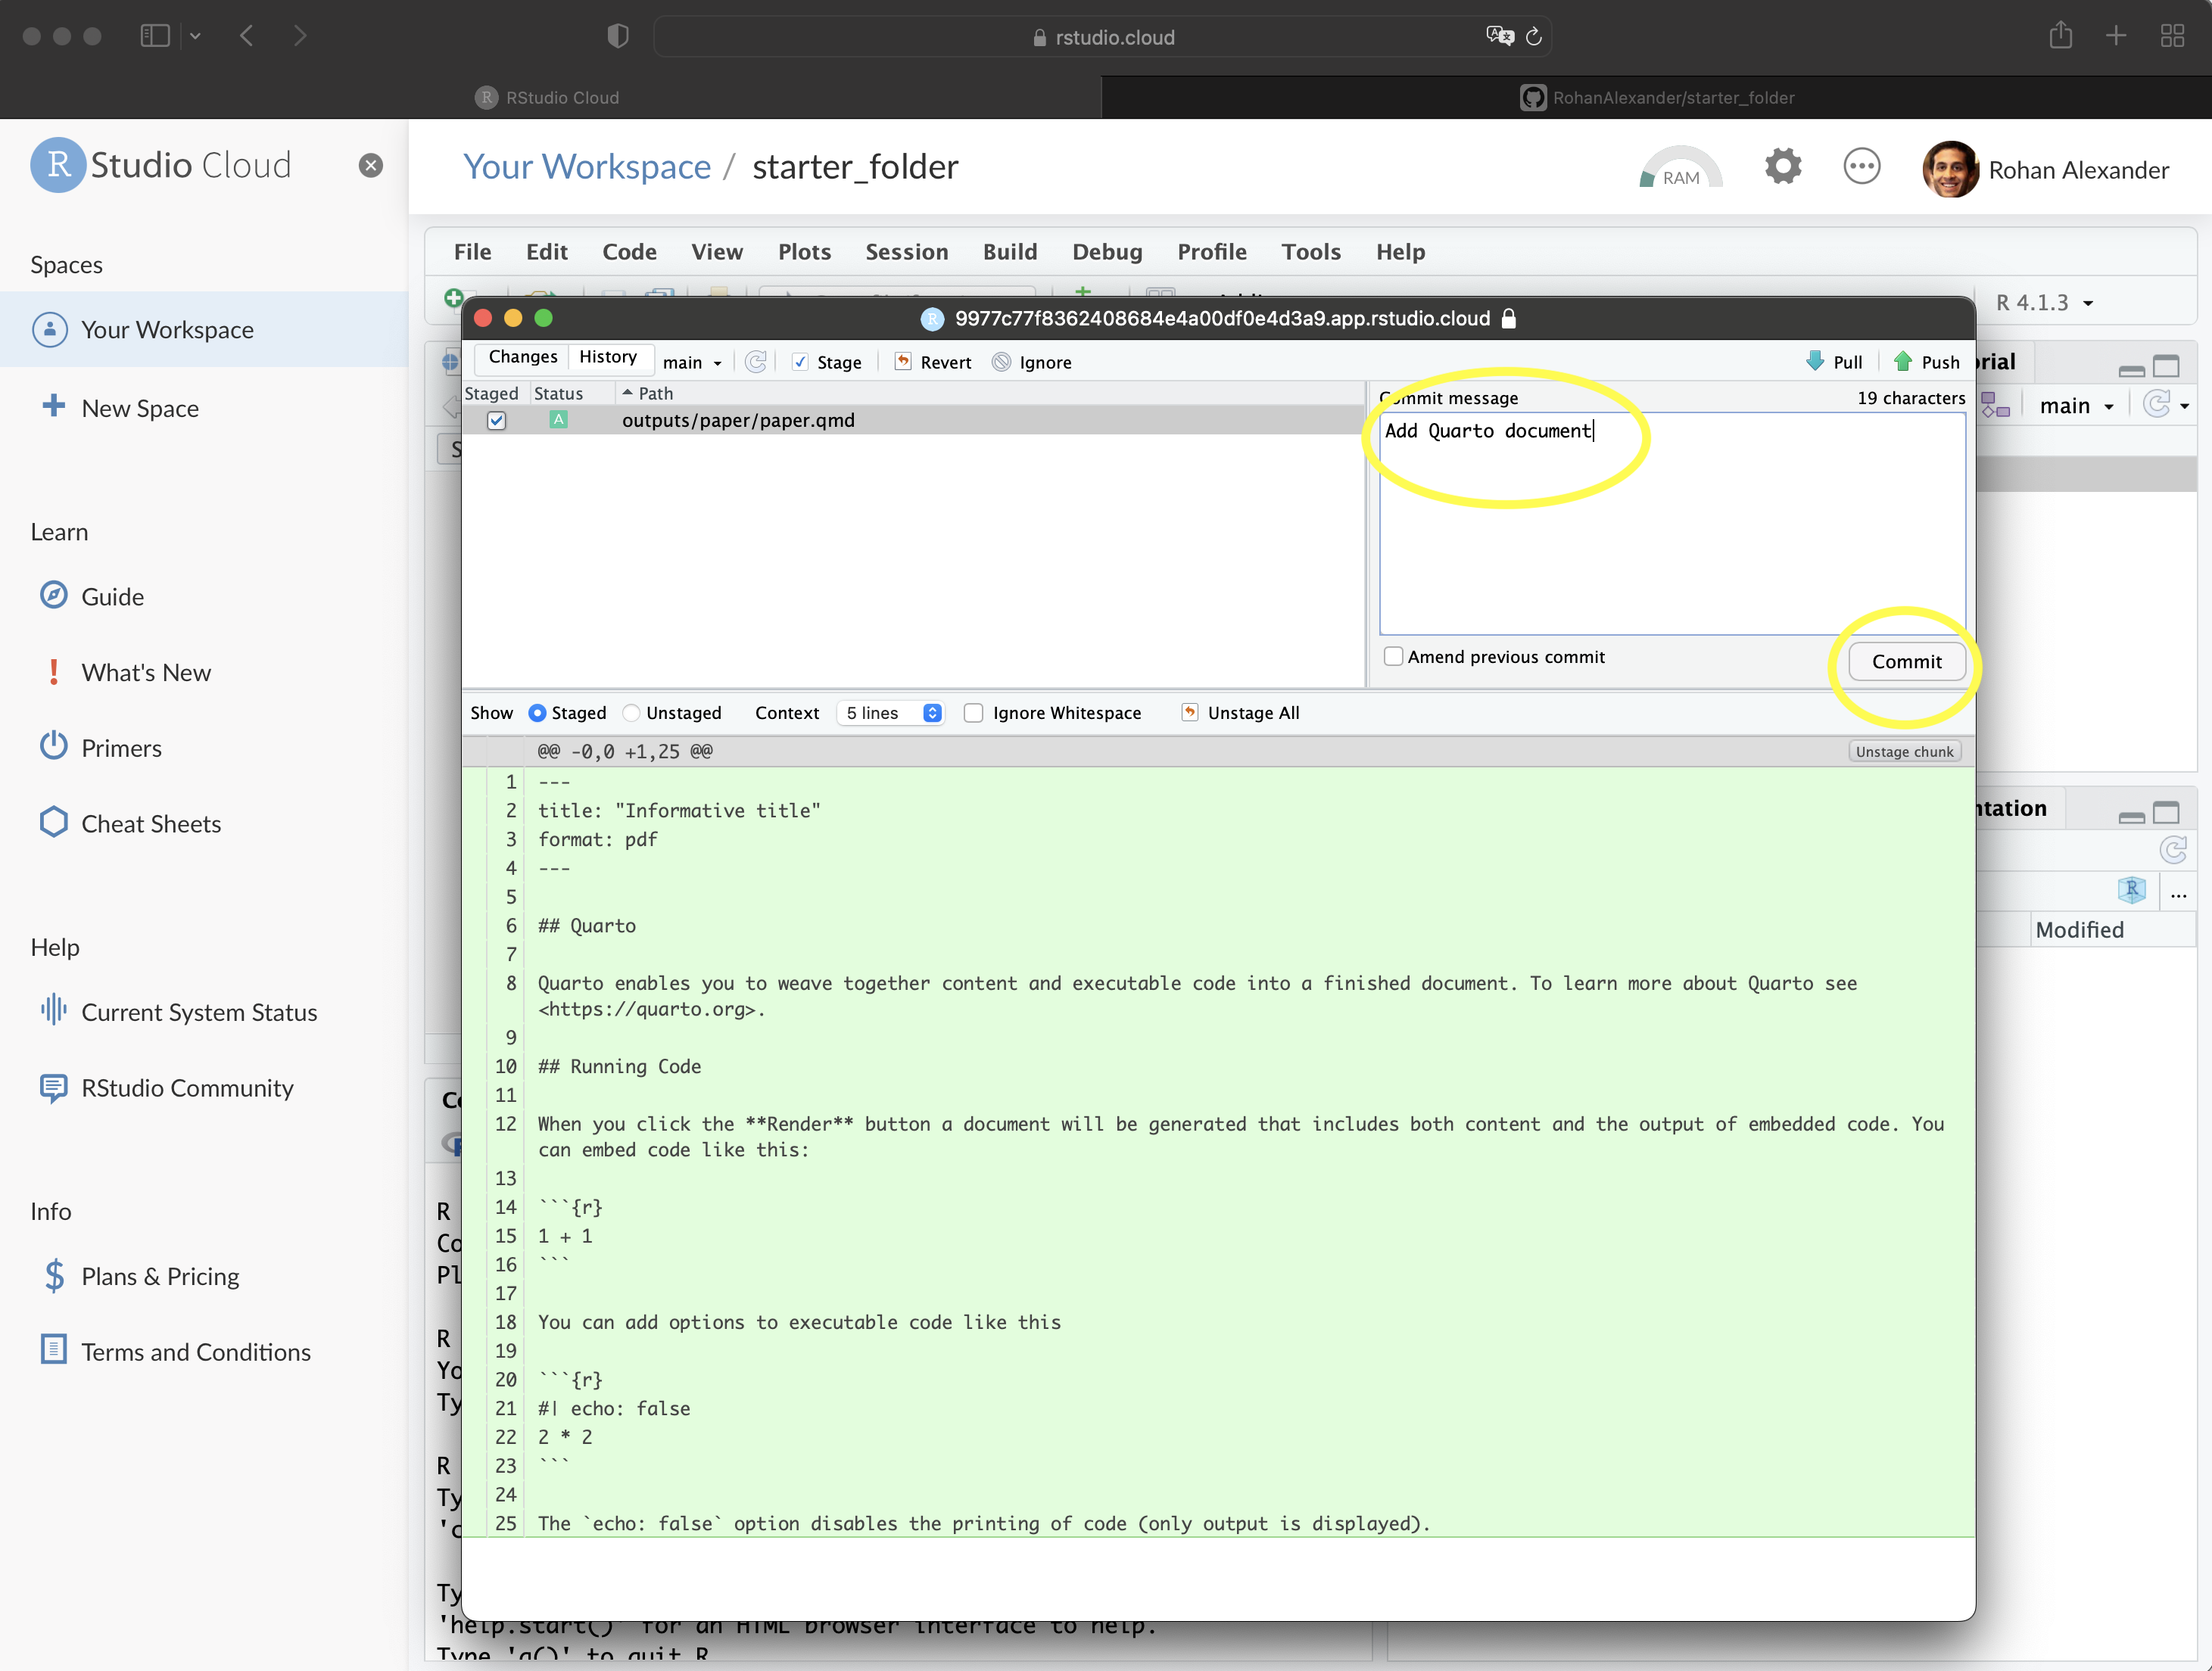 rstudio.cloud
RStudio Cloud
RohanAlexander/starter_folder
R Studio Cloud
Your Workspace / starter_folder
RAM
Rohan Alexander
Spaces
Your Workspace
New Space
Learn
Guide
What's New
Primers
Cheat Sheets
Help
Current System Status
RStudio Community
Info
Plans & Pricing
Terms and Conditions
File Edit Code View Plots Session Build Debug Profile Tools Help
R 4.1.3
9977c77f8362408684e4a00df0e4d3a9.app.rstudio.cloud
Changes History main Stage Revert Ignore Pull Push
Staged Status Path
outputs/paper/paper.qmd
A
Commit message 19 characters
Add Quarto document
Amend previous commit Commit
Show Staged Unstaged Context 5 lines Ignore Whitespace Unstage All
@@ -0,0 +1,25 @@ Unstage chunk
1 ---
2 title: "Informative title"
3 format: pdf
4 ---
5
6 ## Quarto
7
8 Quarto enables you to weave together content and executable code into a finished document. To learn more about Quarto see
<https://quarto.org>.
9
10 ## Running Code
11
12 When you click the **Render** button a document will be generated that includes both content and the output of embedded code. You
can embed code like this:
13
14 ```{r}
15 1 + 1
16 ```
17
18 You can add options to executable code like this
19
20 ```{r}
21 #| echo: false
22 2 * 2
23 ```
24
25 The `echo: false` option disables the printing of code (only output is displayed).
main
Modified
R
R
R
'help.start()' for an HTML browser interface to help.
Type 'q()' to quit R